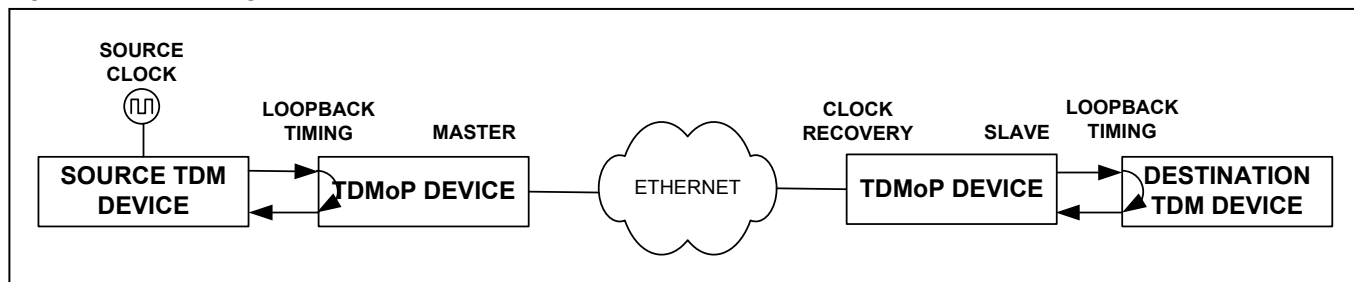 SOURCE
CLOCK
LOOPBACK
TIMING
MASTER
CLOCK
RECOVERY
SLAVE
LOOPBACK
TIMING
SOURCE TDM
DEVICE
TDMoP DEVICE
ETHERNET
TDMoP DEVICE
DESTINATION
TDM DEVICE